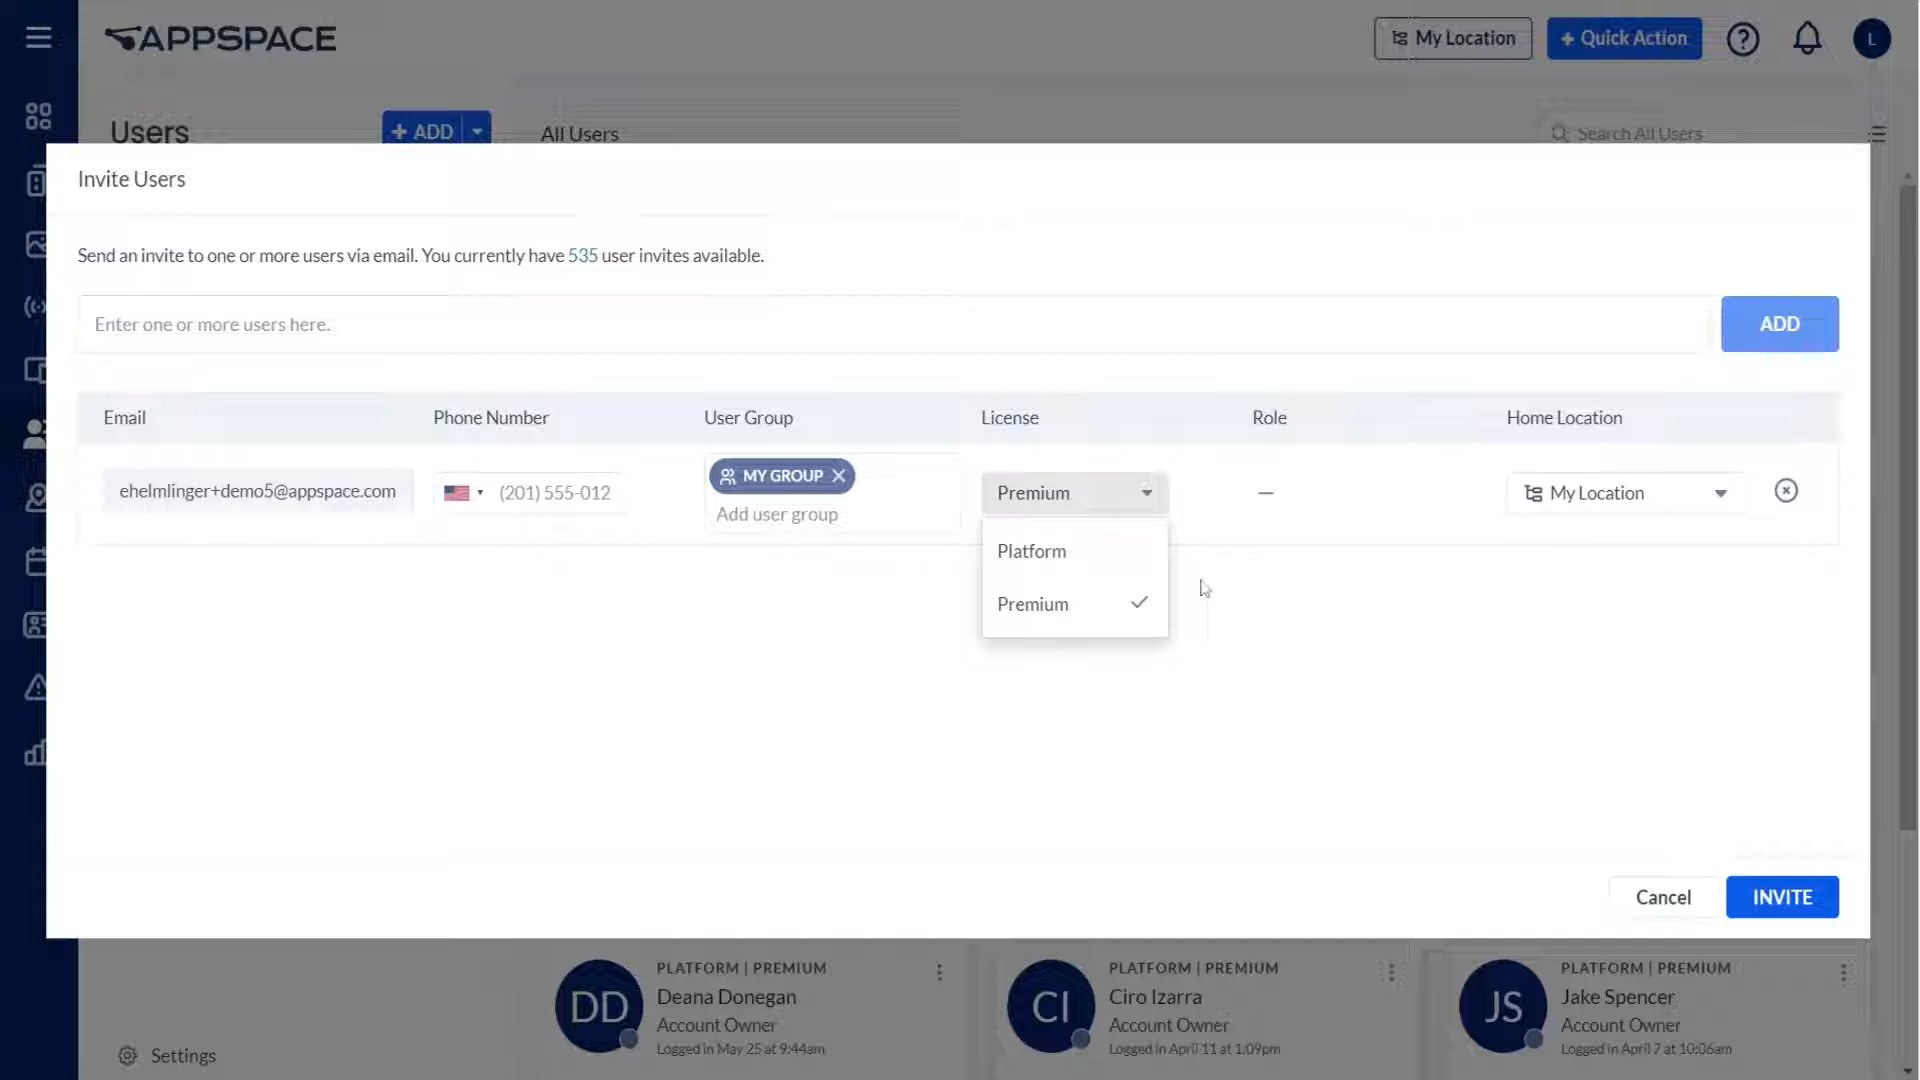 APPSPACE
My Location
+ Quick Action
L
Users
+ ADD
All Users
Search All Users
Invite Users
Send an invite to one or more users via email. You currently have 535 user invites available.
Enter one or more users here.
ADD
Email
Phone Number
User Group
License
Role
Home Location
ehelmlinger+demo5@appspace.com
(201) 555-012
MY GROUP
Add user group
Premium
—
My Location
Platform
Premium
Cancel
INVITE
DD
PLATFORM | PREMIUM
Deana Donegan
Account Owner
Logged in May 25 at 9:44am
CI
PLATFORM | PREMIUM
Ciro Izarra
Account Owner
Logged in April 11 at 1:09pm
JS
PLATFORM | PREMIUM
Jake Spencer
Account Owner
Logged in April 7 at 10:06am
Settings